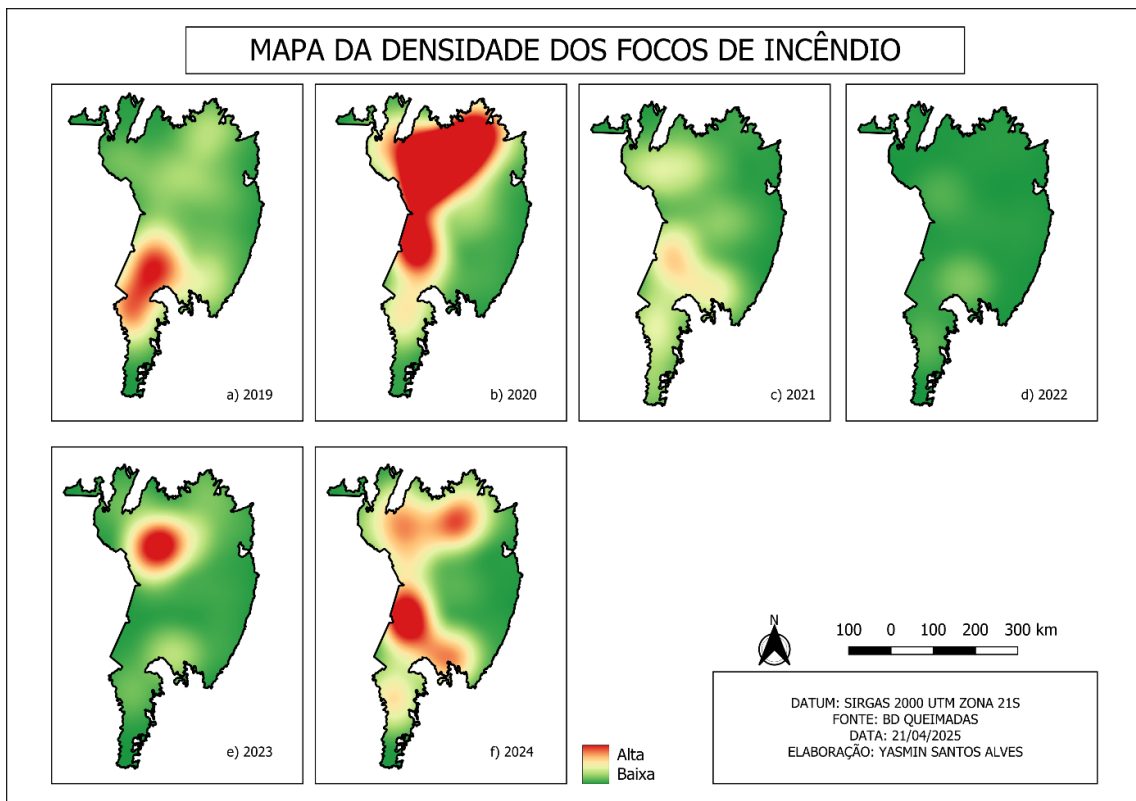 MAPA DA DENSIDADE DOS FOCOS DE INCÊNDIO
a) 2019
b) 2020
c) 2021
d) 2022
e) 2023
f) 2024
Alta
Baixa
N
100 0 100 200 300 km
DATUM: SIRGAS 2000 UTM ZONA 21S
FONTE: BD QUEIMADAS
DATA: 21/04/2025
ELABORAÇÃO: YASMIN SANTOS ALVES